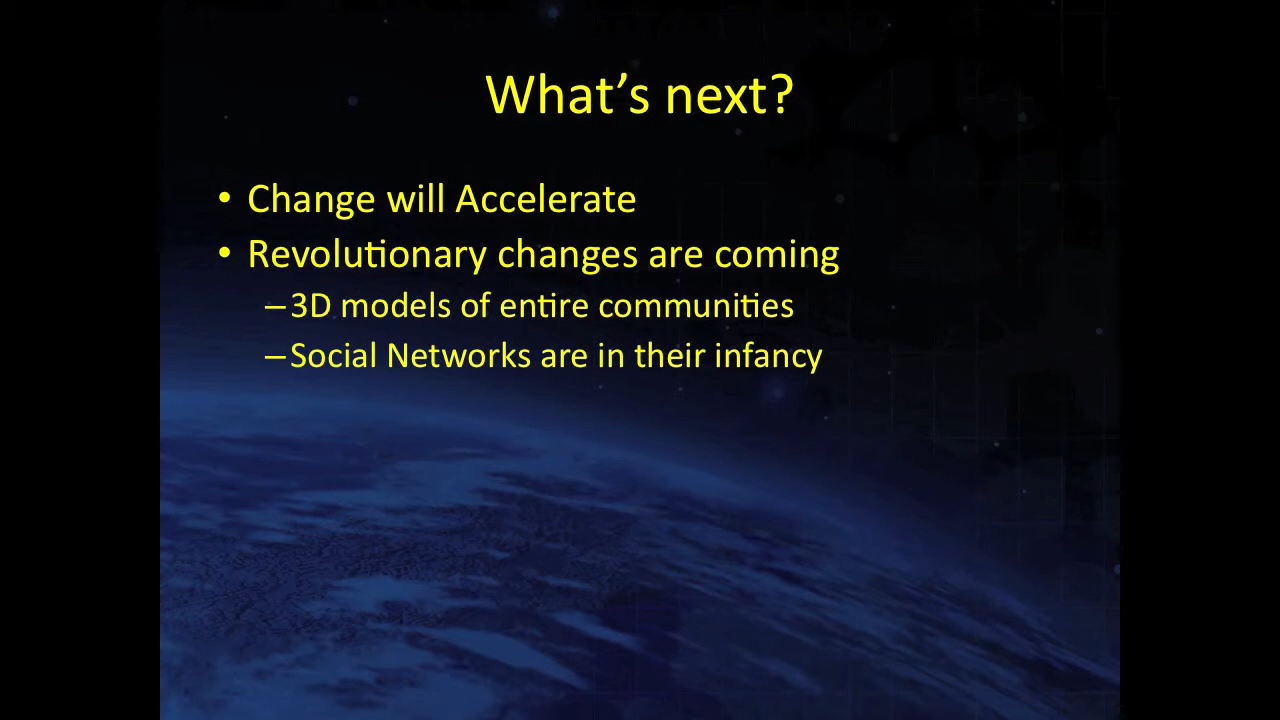 What’s next?
• Change will Accelerate
• Revolutionary changes are coming
–3D models of entire communities
–Social Networks are in their infancy